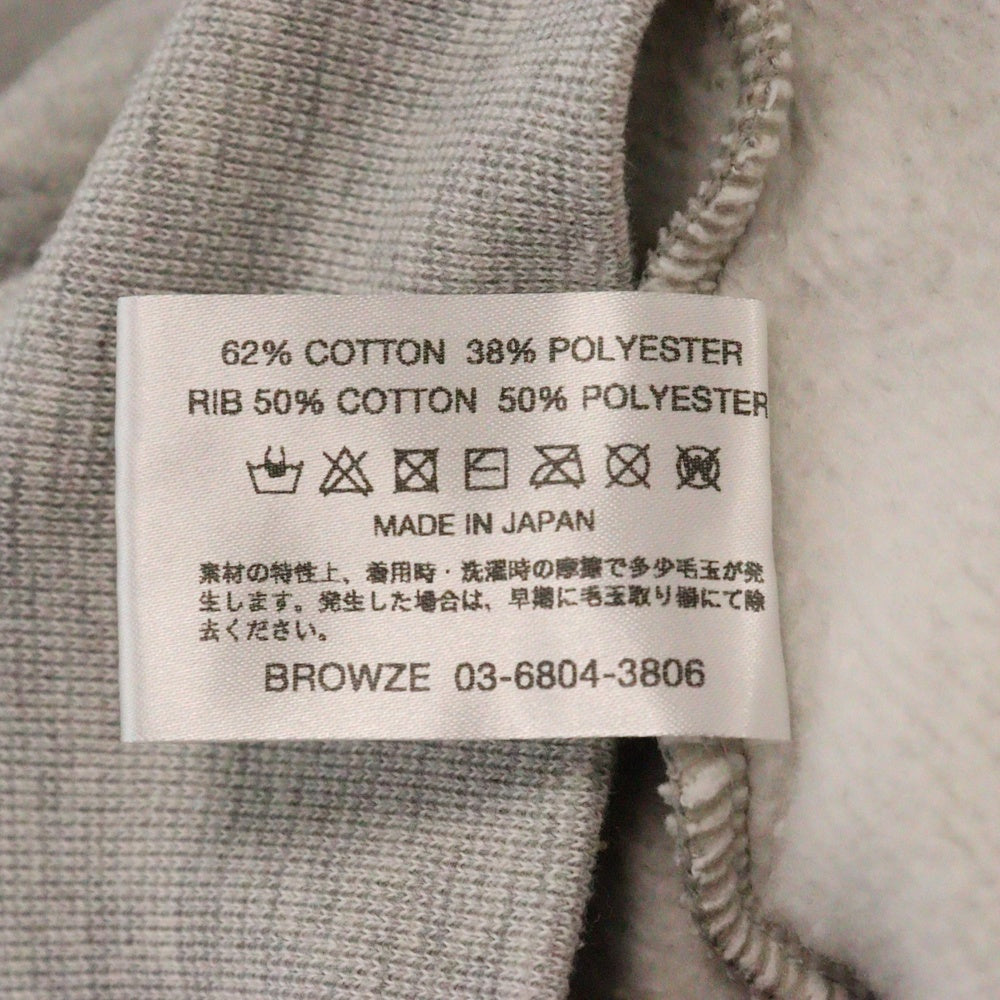 62% COTTON 38% POLYESTER
RIB 50% COTTON 50% POLYESTER
MADE IN JAPAN
素材の特性上、着用時・洗濯時の摩擦で多少毛玉が発
生します。発生した場合は、早端に毛玉取り器にて除
去ください。
BROWZE 03-6804-3806